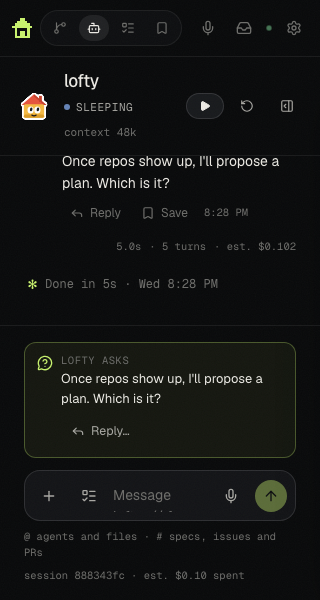 lofty
SLEEPING
context 48k
Once repos show up, I'll propose a
plan. Which is it?
Reply Save 8:28 PM
5.0s · 5 turns · est. $0.102
✻ Done in 5s · Wed 8:28 PM
LOFTY ASKS
Once repos show up, I'll propose a
plan. Which is it?
Reply…
Message
@ agents and files · # specs, issues and
PRs
session 888343fc · est. $0.10 spent